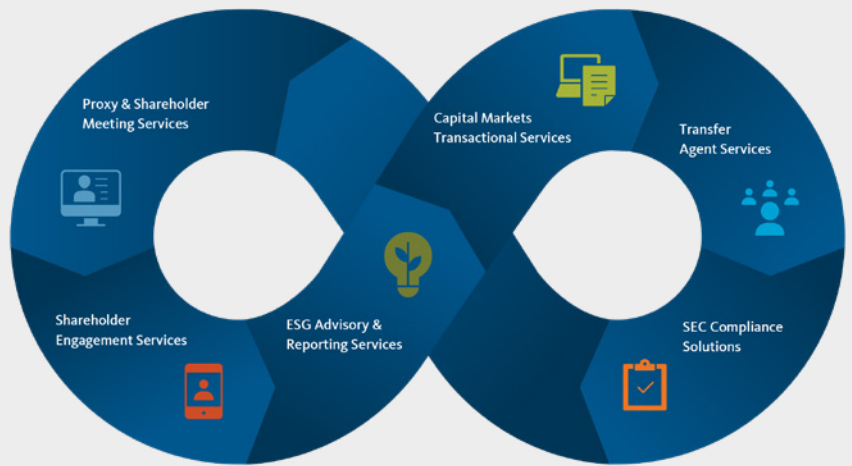 Proxy & Shareholder
Meeting Services
Capital Markets
Transactional Services
Transfer
Agent Services
Shareholder
Engagement Services
ESG Advisory &
Reporting Services
SEC Compliance
Solutions